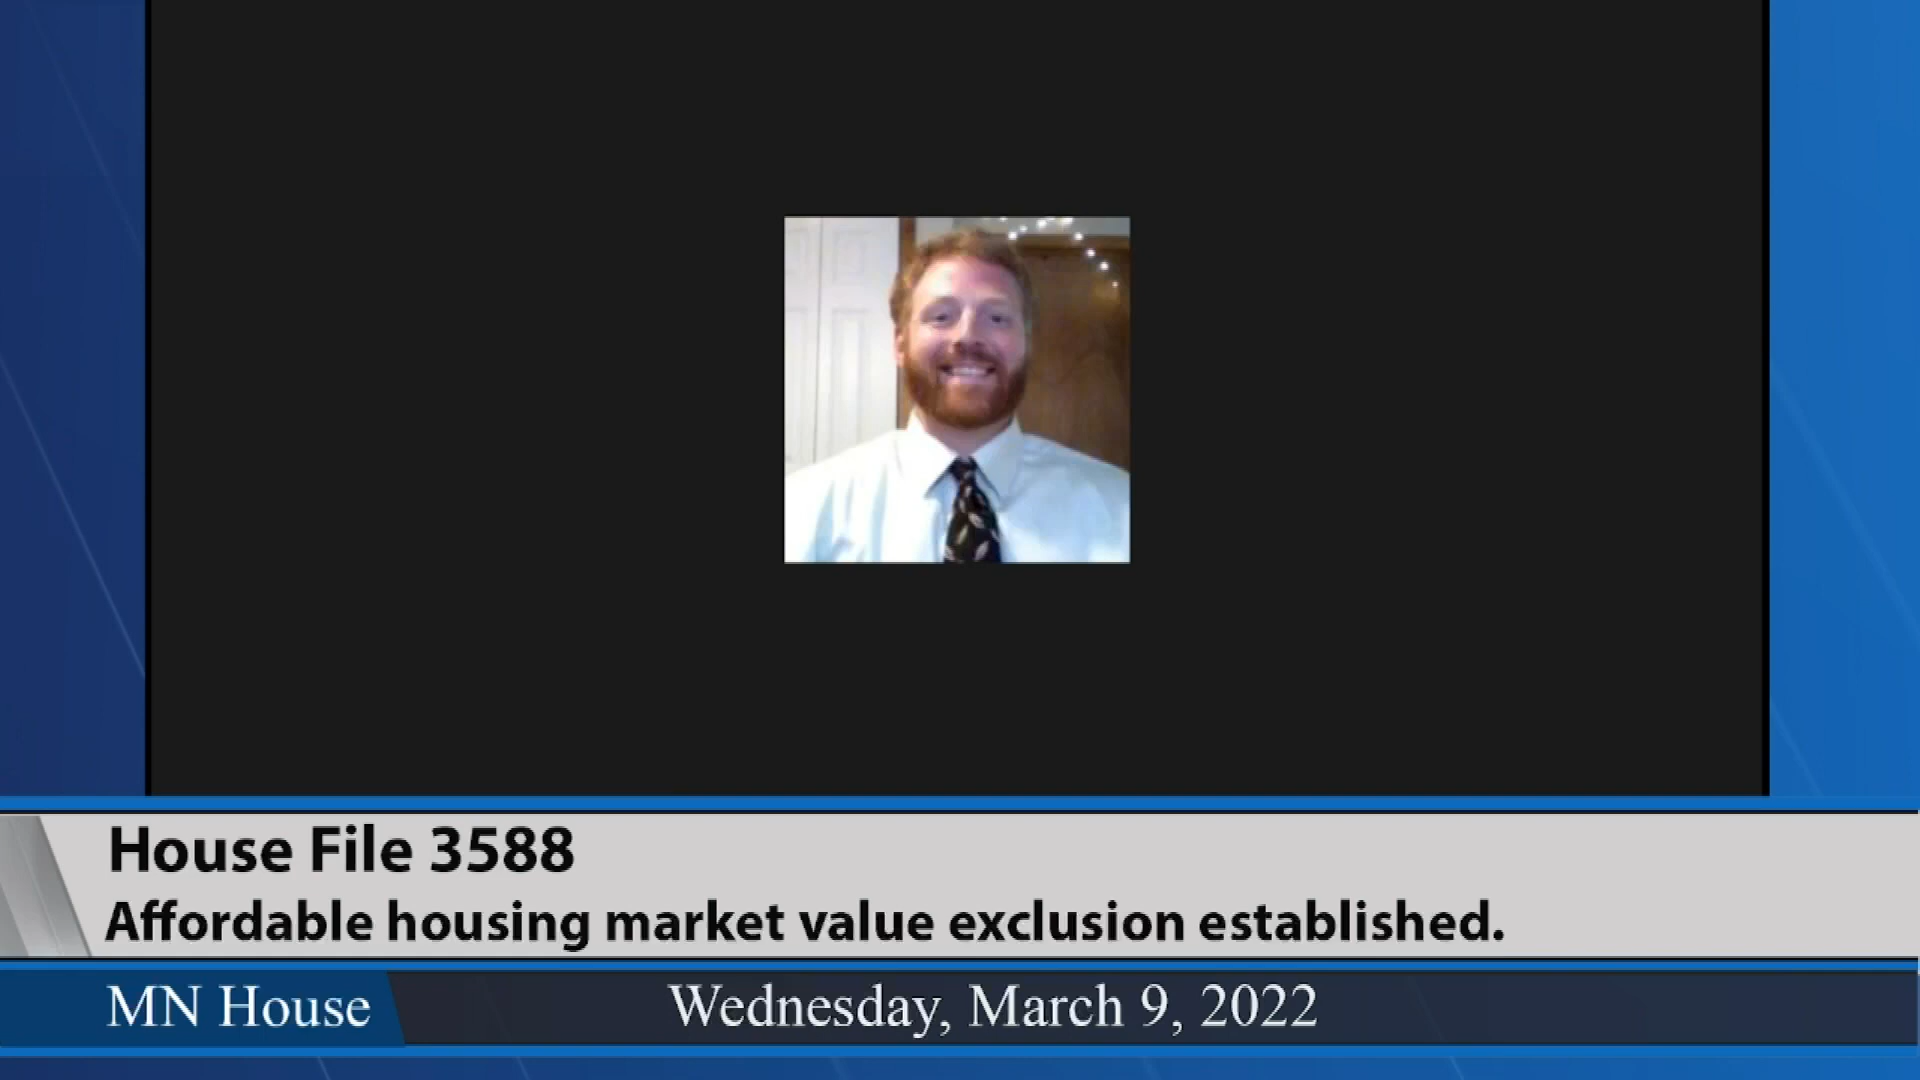 House File 3588
Affordable housing market value exclusion established.
MN House
Wednesday, March 9, 2022